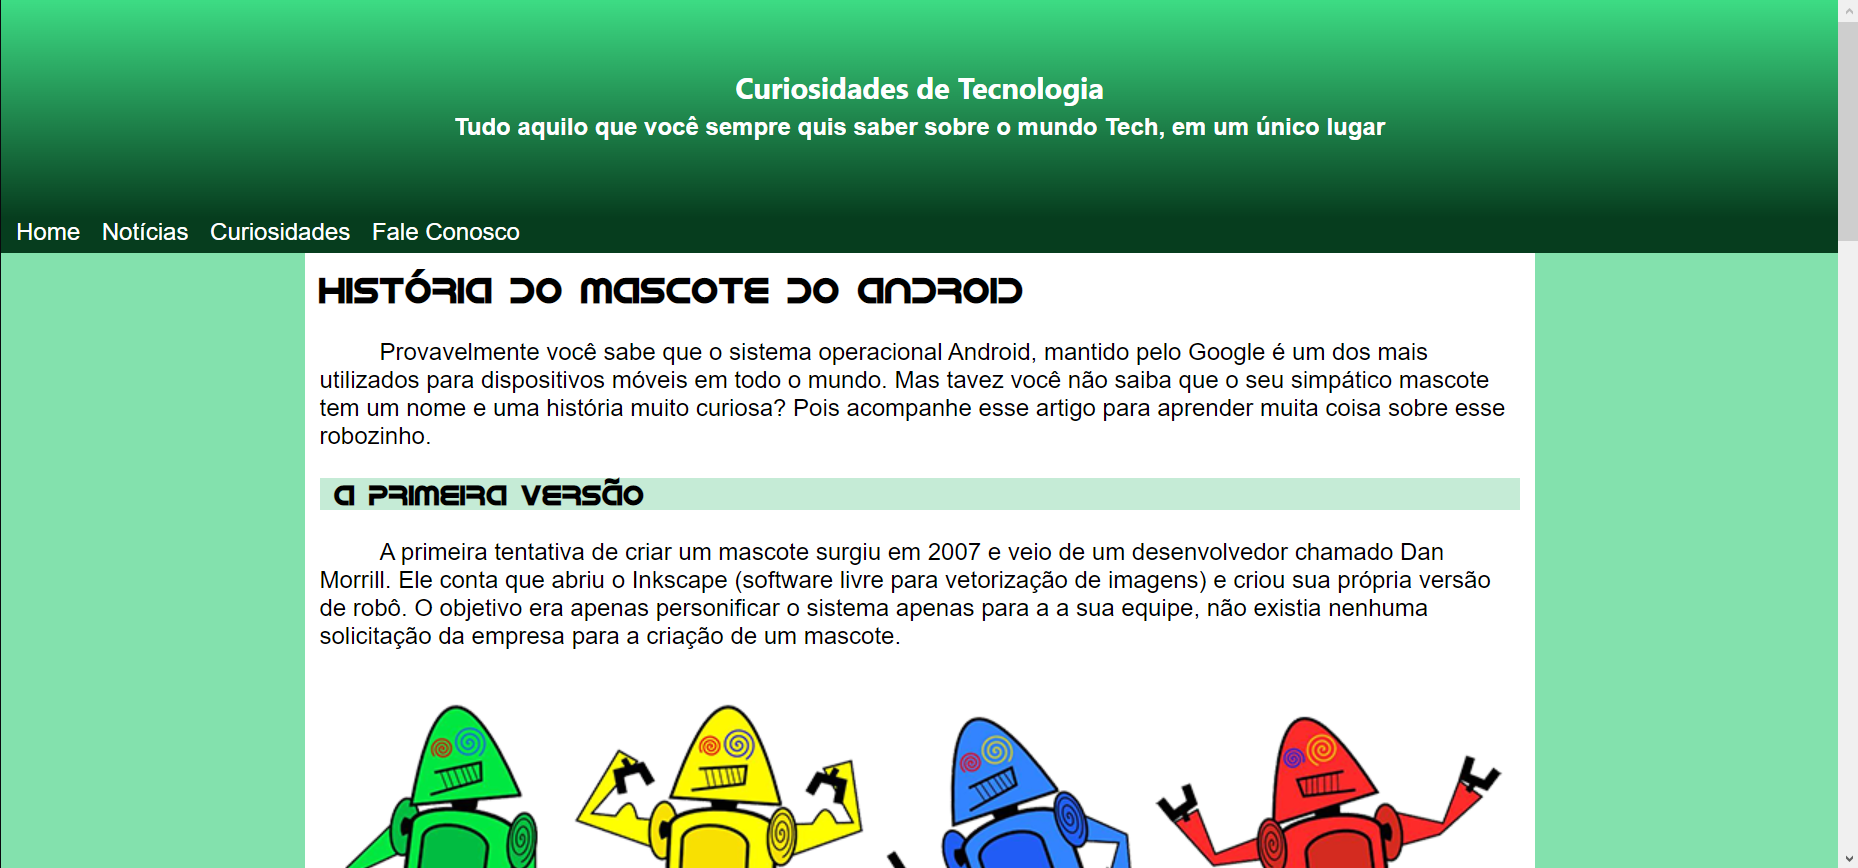 Curiosidades de Tecnologia
Tudo aquilo que você sempre quis saber sobre o mundo Tech, em um único lugar
Home Notícias Curiosidades Fale Conosco
História do Mascote do Android
Provavelmente você sabe que o sistema operacional Android, mantido pelo Google é um dos mais
utilizados para dispositivos móveis em todo o mundo. Mas tavez você não saiba que o seu simpático mascote
tem um nome e uma história muito curiosa? Pois acompanhe esse artigo para aprender muita coisa sobre esse
robozinho.
A primeira versão
A primeira tentativa de criar um mascote surgiu em 2007 e veio de um desenvolvedor chamado Dan
Morrill. Ele conta que abriu o Inkscape (software livre para vetorização de imagens) e criou sua própria versão
de robô. O objetivo era apenas personificar o sistema apenas para a a sua equipe, não existia nenhuma
solicitação da empresa para a criação de um mascote.